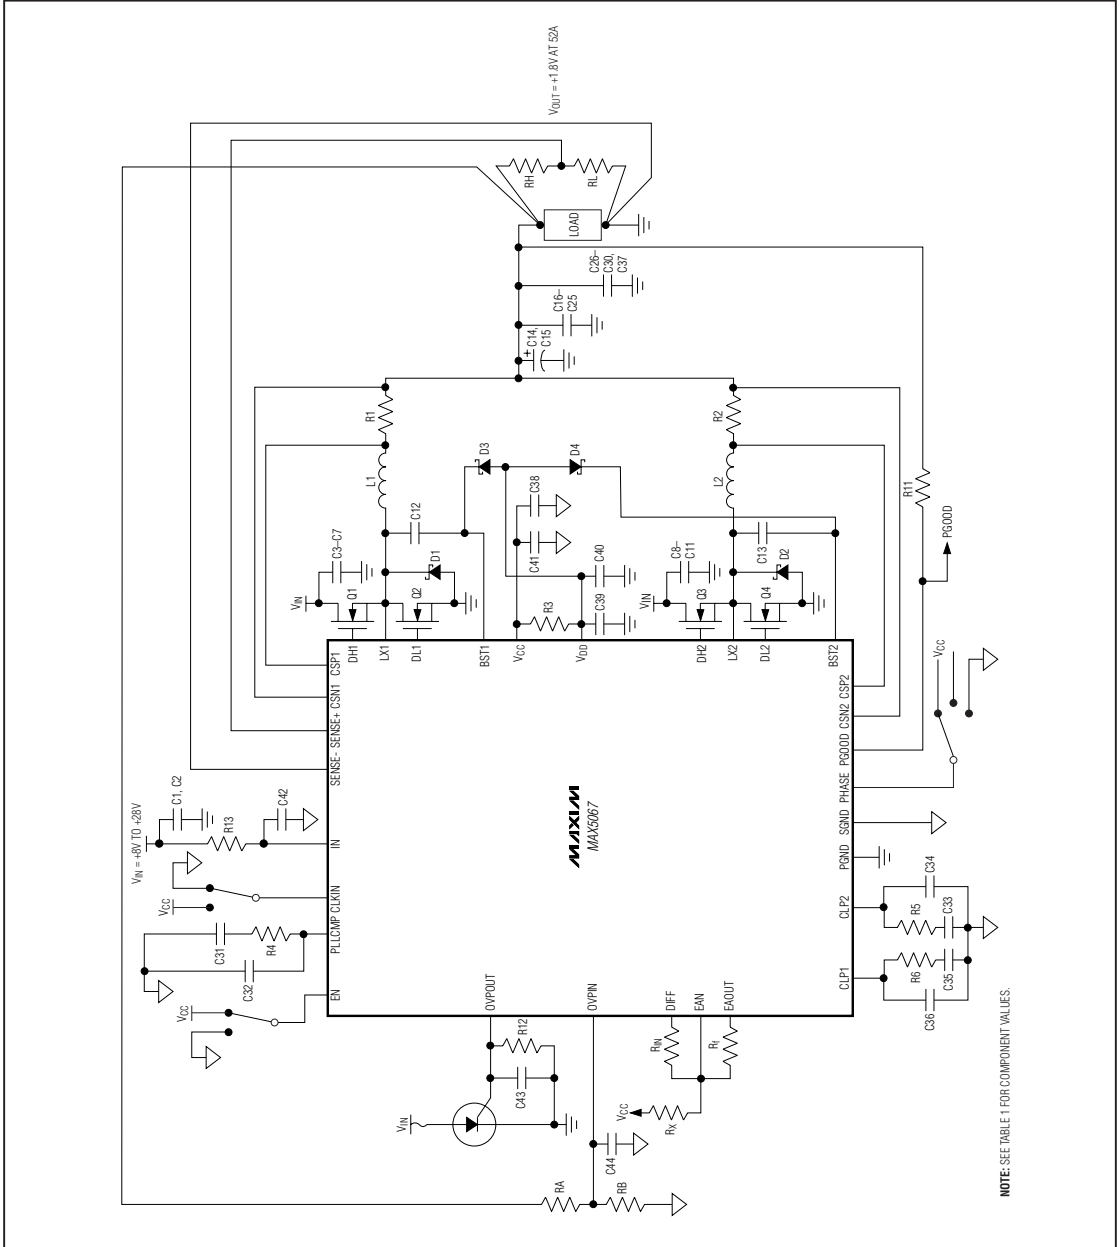 VOUT = +1.8V AT 52A
RH
RL
LOAD
C26–
C30,
C37
C16–
C25
+
C14,
C15
R1
R2
D3
D4
L1
L2
R11
C12
C38
C41
C13
PGOOD
C3–C7
D1
C40
C8–
C11
D2
VIN
Q1
Q2
R3
C39
VIN
Q3
Q4
VCC
DH1
LX1
DL1
BST1
VCC
VDD
DH2
LX2
DL2
BST2
SENSE-
SENSE+
CSN1
CSP1
CSP2
CSN2
PGOOD
PHASE
SGND
PGND
CLP2
CLP1
VIN = +8V TO +28V
C1, C2
R13
C42
IN
VCC
CLKIN
PLLCMP
C31
R4
C32
VCC
EN
MAXIM
MAX5067
C34
R5
C33
R6
C35
C36
OVPOUT
OVPIN
DIFF
EAN
EAOUT
R12
C43
VIN
RIN
Rf
VCC
RX
C44
RA
RB
NOTE: SEE TABLE 1 FOR COMPONENT VALUES.